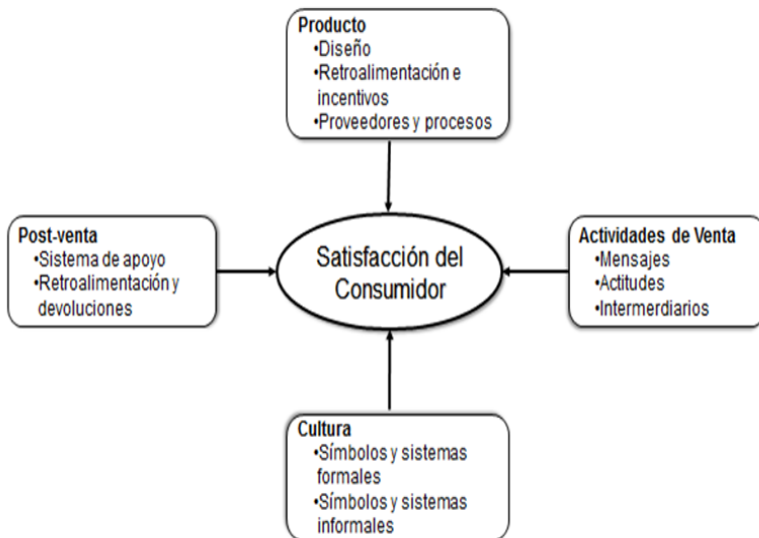 Producto
•Diseño
•Retroalimentación e
incentivos
•Proveedores y procesos
Post-venta
•Sistema de apoyo
•Retroalimentación y
devoluciones
Satisfacción del
Consumidor
Actividades de Venta
•Mensajes
•Actitudes
•Intermerdiarios
Cultura
•Símbolos y sistemas
formales
•Símbolos y sistemas
informales